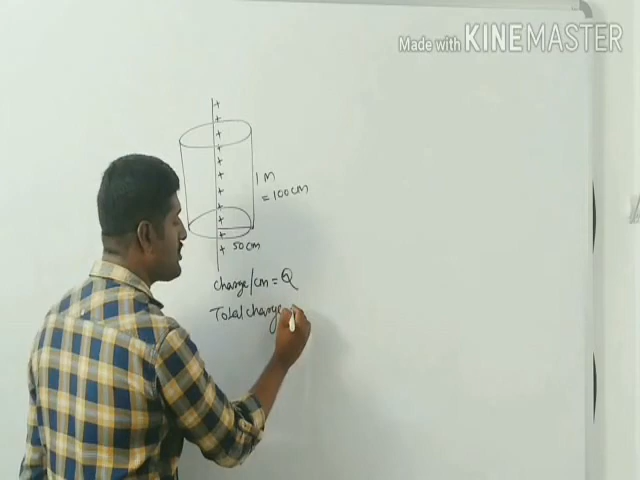 Made with KINEMASTER
1 m
= 100 cm
50 cm
charge/cm = Q
Total charge